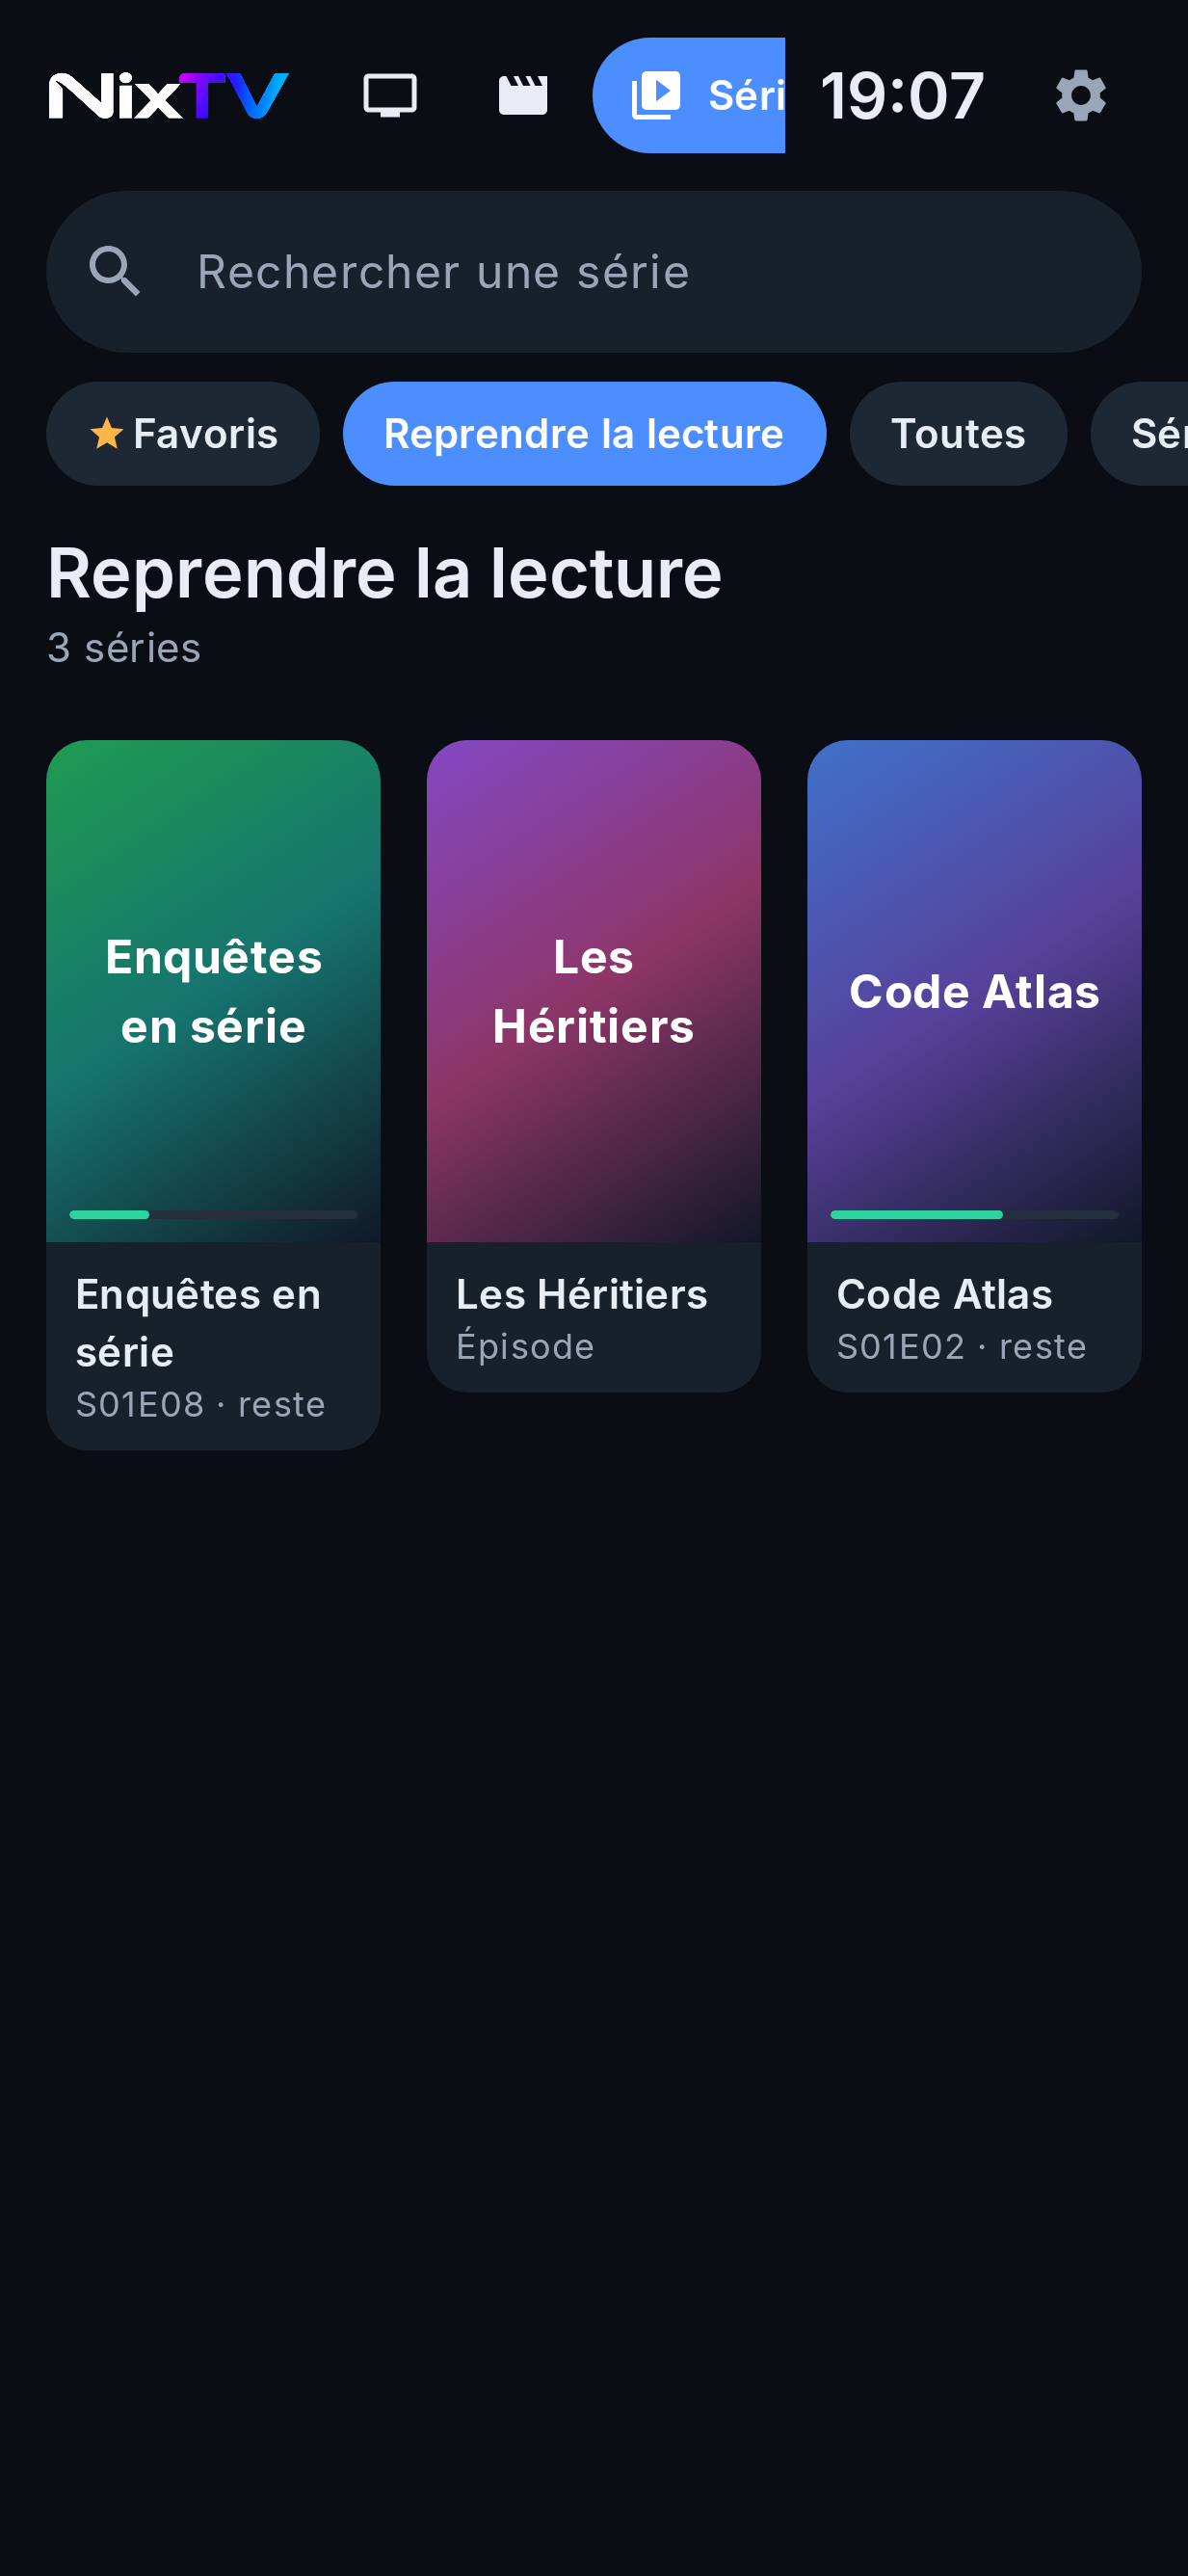 NixTV
Séri
19:07
Rechercher une série
Favoris
Reprendre la lecture
Toutes
Sér
Reprendre la lecture
3 séries
Enquêtes
en série
Les
Héritiers
Code Atlas
Enquêtes en
série
S01E08 · reste
Les Héritiers
Épisode
Code Atlas
S01E02 · reste